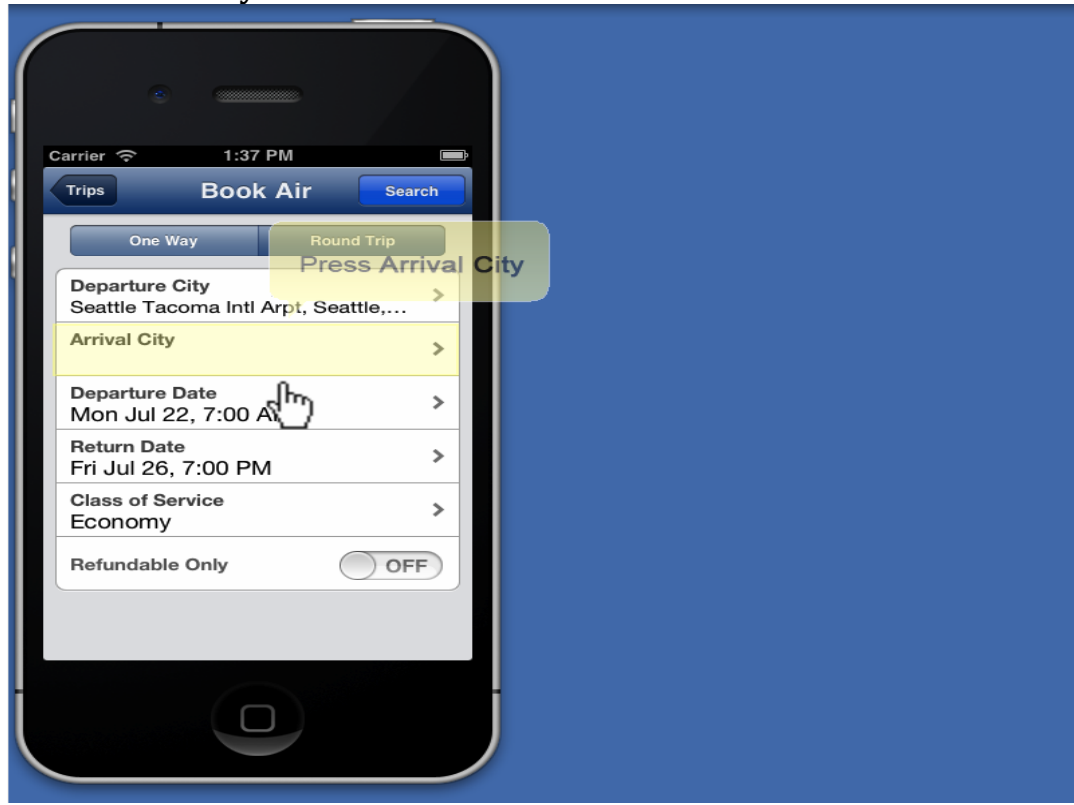 Carrier 1:37 PM
Trips Book Air Search
One Way Round Trip
Press Arrival City
Departure City
Seattle Tacoma Intl Arpt, Seattle,...
Arrival City
Departure Date
Mon Jul 22, 7:00
Return Date
Fri Jul 26, 7:00 PM
Class of Service
Economy
Refundable Only OFF